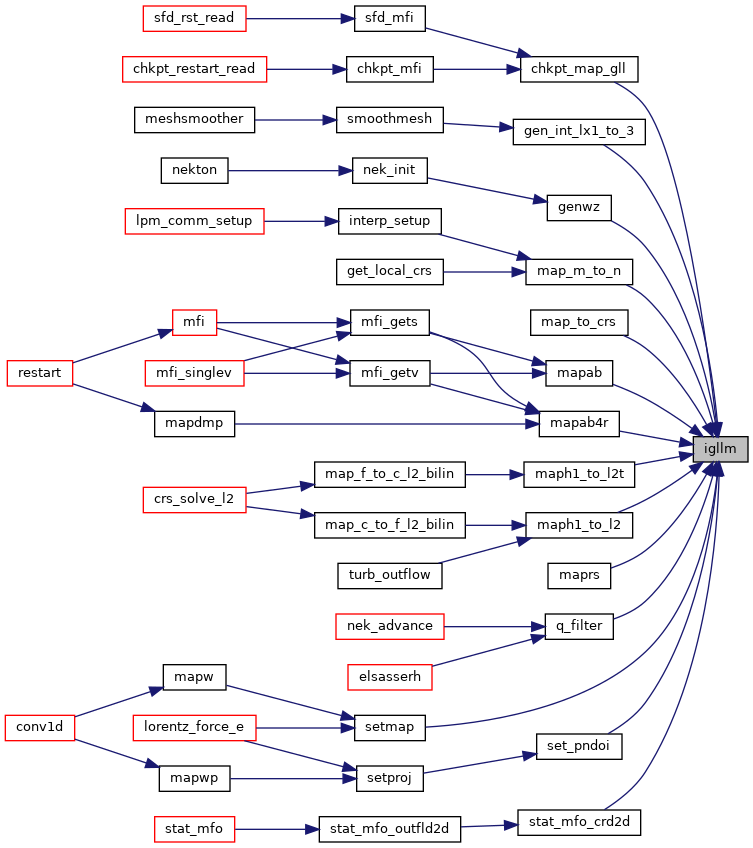 sfd_rst_read
sfd_mfi
chkpt_restart_read
chkpt_mfi
chkpt_map_gll
meshsmoother
smoothmesh
gen_int_lx1_to_3
nekton
nek_init
genwz
lpm_comm_setup
interp_setup
get_local_crs
map_m_to_n
mfi
mfi_gets
map_to_crs
restart
mfi_singlev
mfi_getv
mapab
mapdmp
mapab4r
igllm
crs_solve_l2
map_f_to_c_l2_bilin
maph1_to_l2t
map_c_to_f_l2_bilin
maph1_to_l2
turb_outflow
maprs
nek_advance
q_filter
elsasserh
mapw
conv1d
lorentz_force_e
setmap
set_pndoi
mapwp
setproj
stat_mfo
stat_mfo_outfld2d
stat_mfo_crd2d